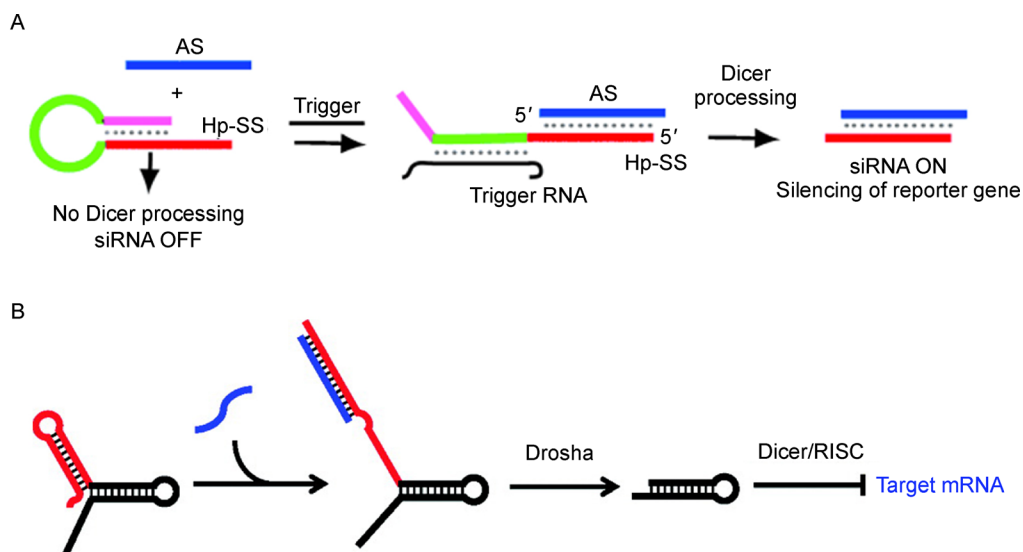 A
AS
+
Hp-SS
No Dicer processing
siRNA OFF
Trigger
5′
AS
5′
Hp-SS
Trigger RNA
Dicer
processing
siRNA ON
Silencing of reporter gene
B
Drosha
Dicer/RISC
Target mRNA